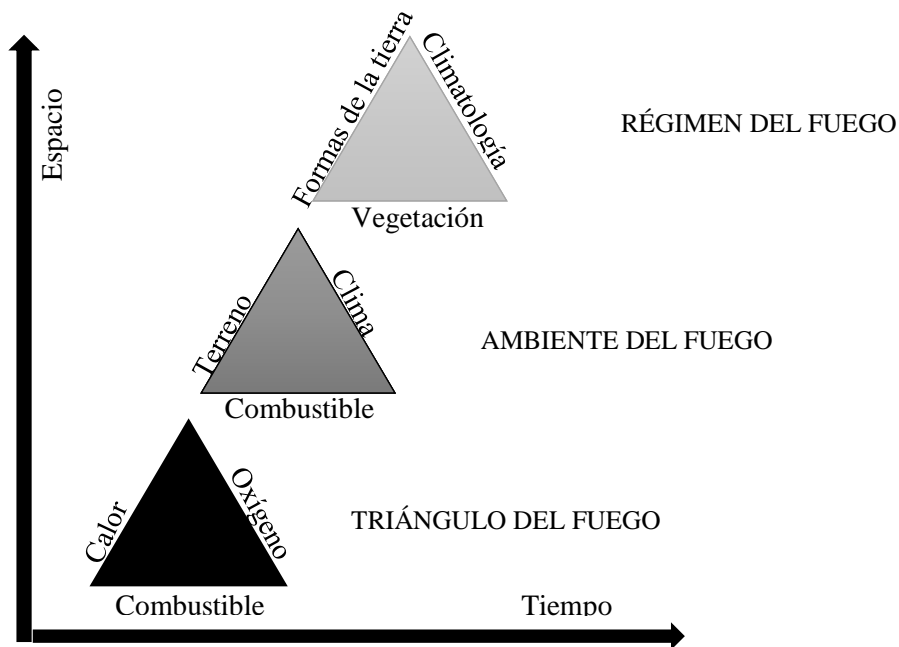 Espacio
Formas de la tierra
Climatología
Vegetación
RÉGIMEN DEL FUEGO
Terreno
Clima
Combustible
AMBIENTE DEL FUEGO
Calor
Oxígeno
Combustible
TRIÁNGULO DEL FUEGO
Tiempo